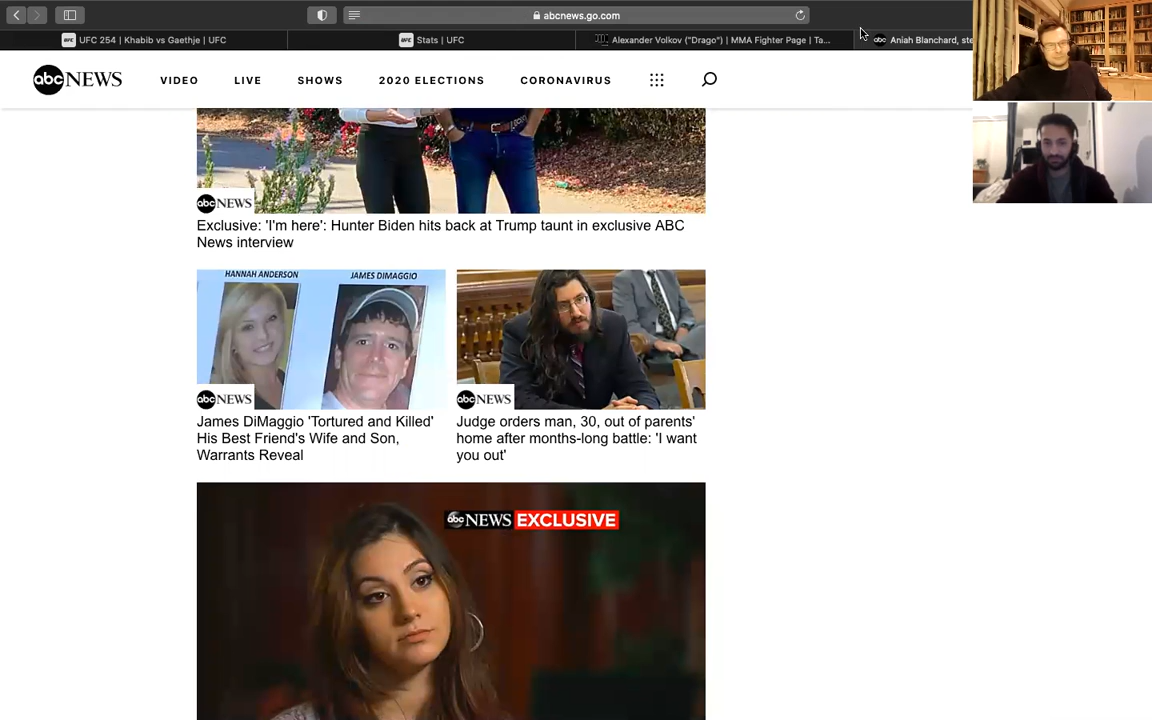 abcnews.go.com
UFC 254 | Khabib vs Gaethje | UFC
Stats | UFC
Alexander Volkov ("Drago") | MMA Fighter Page | Ta...
Aniah Blanchard, ste
abc NEWS
VIDEO
LIVE
SHOWS
2020 ELECTIONS
CORONAVIRUS
abc NEWS
Exclusive: 'I'm here': Hunter Biden hits back at Trump taunt in exclusive ABC
News interview
HANNAH ANDERSON
JAMES DIMAGGIO
abc NEWS
James DiMaggio 'Tortured and Killed'
His Best Friend's Wife and Son,
Warrants Reveal
abc NEWS
Judge orders man, 30, out of parents'
home after months-long battle: 'I want
you out'
abc NEWS EXCLUSIVE